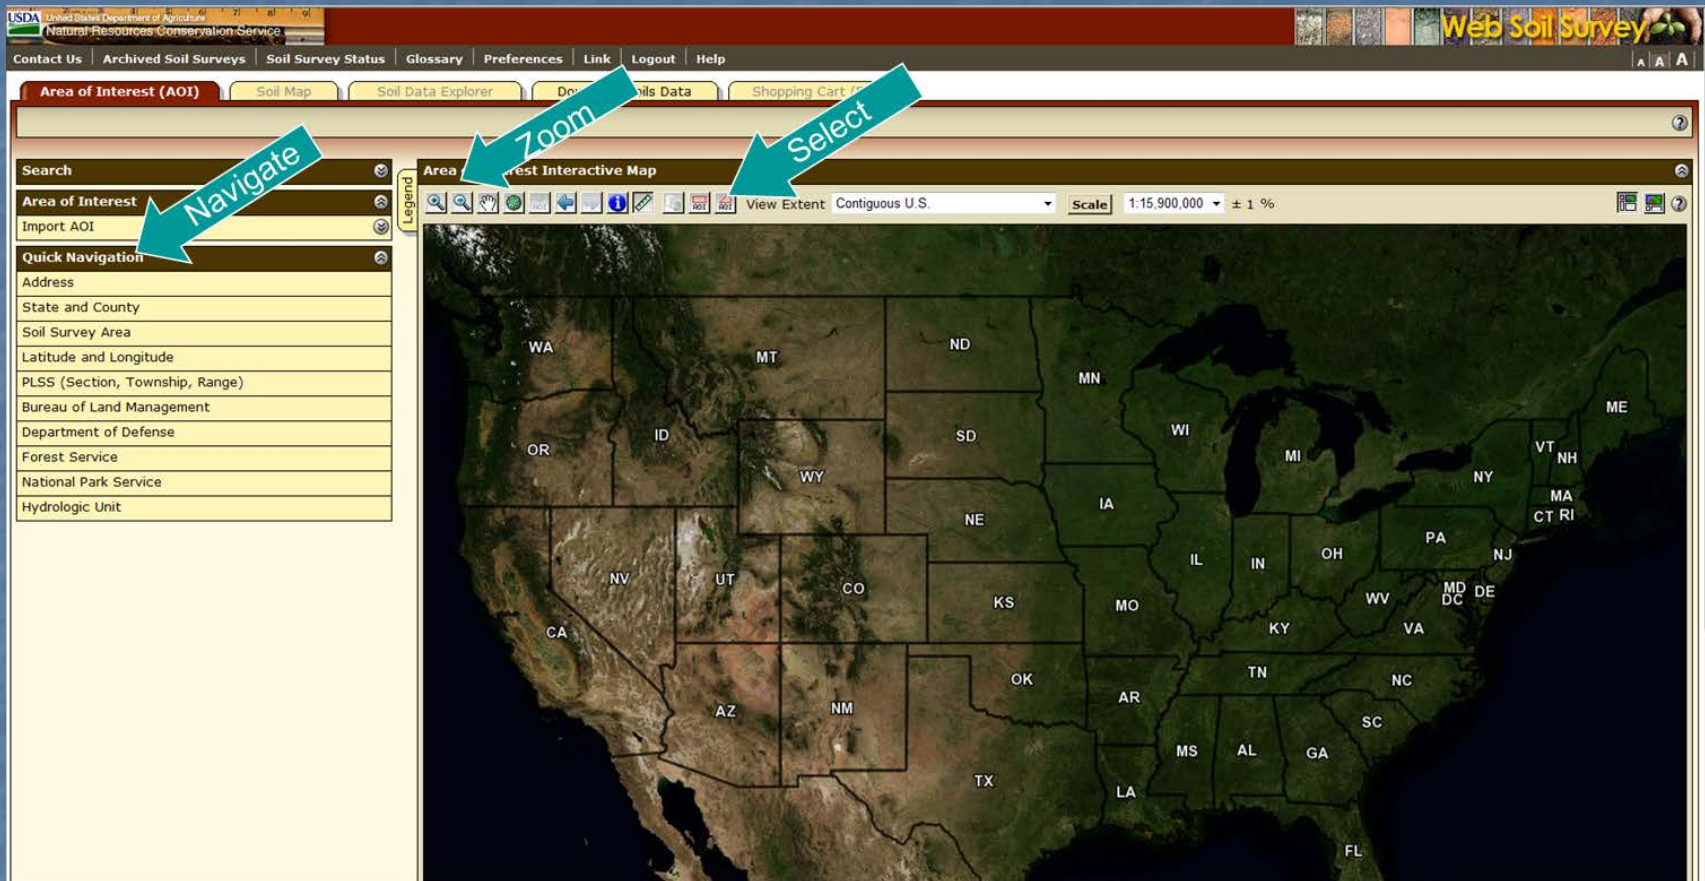 USDA United States Department of Agriculture
Natural Resources Conservation Service
Web Soil Survey
Contact Us | Archived Soil Surveys | Soil Survey Status | Glossary | Preferences | Link | Logout | Help
A A A
Area of Interest (AOI) Soil Map Soil Data Explorer Do ils Data Shopping Cart (
Navigate
Zoom
Select
Search
Area of Interest
Import AOI
Quick Navigation
Address
State and County
Soil Survey Area
Latitude and Longitude
PLSS (Section, Township, Range)
Bureau of Land Management
Department of Defense
Forest Service
National Park Service
Hydrologic Unit
Legend
Area rest Interactive Map
AOI AOI View Extent Contiguous U.S. Scale 1:15,900,000 ± 1 %
WA MT ND MN ME
OR ID WY SD WI MI VT NH
NY MA
CT RI
NE IA PA NJ
NV UT CO IL IN OH
KS MO WV MD DE
DC
CA KY VA
AZ NM OK AR TN NC
SC
TX MS AL GA
LA
FL